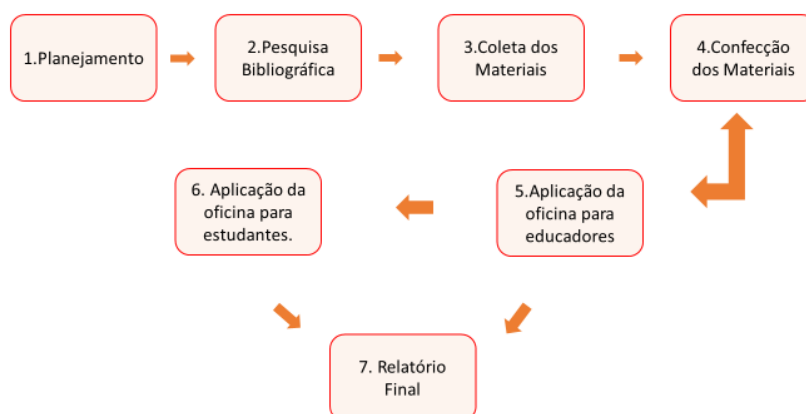 1.Planejamento
2.Pesquisa
Bibliográfica
3.Coleta dos
Materiais
4.Confecção
dos Materiais
6. Aplicação da
oficina para
estudantes.
5.Aplicação da
oficina para
educadores
7. Relatório
Final